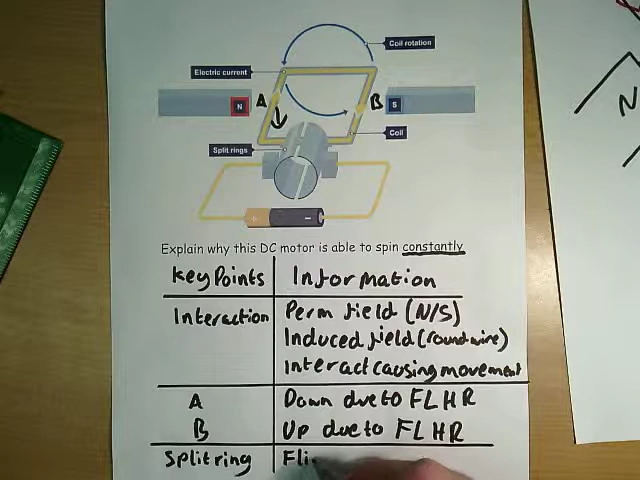 Coil rotation
Electric current
A
B
N
S
Coil
Split rings
+
-
Explain why this DC motor is able to spin constantly
Key Points Information
Interaction Perm field (N/S)
Induced field (round wire)
Interact causing movement
A Down due to FLHR
B Up due to FLHR
Split ring Fli
N